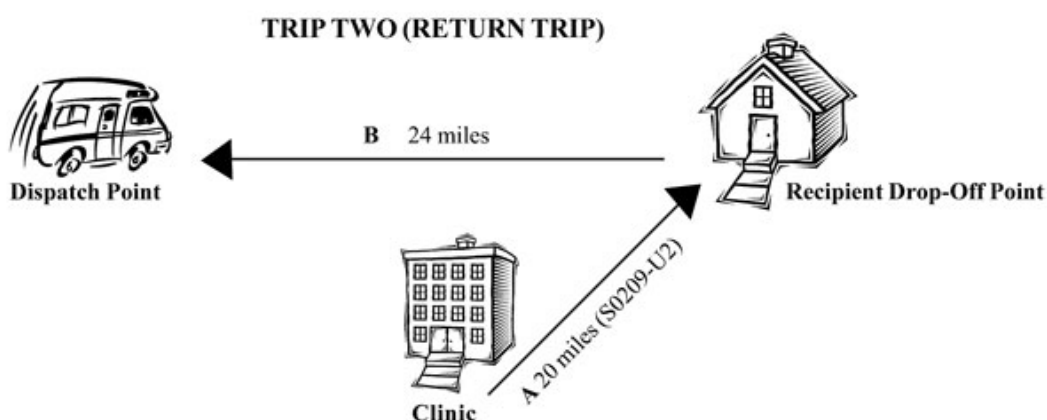 TRIP TWO (RETURN TRIP)
B 24 miles
Dispatch Point
Recipient Drop-Off Point
A 20 miles (S0209-U2)
Clinic